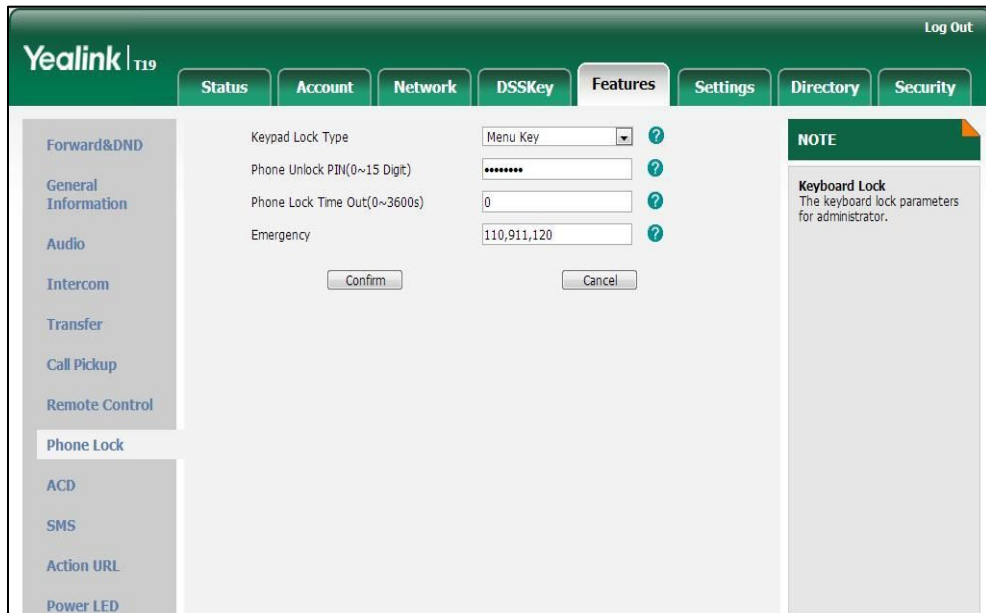 Log Out
Yealink T19
Status Account Network DSSKey Features Settings Directory Security
Forward&DND
General
Information
Audio
Intercom
Transfer
Call Pickup
Remote Control
Phone Lock
ACD
SMS
Action URL
Power LED
Keypad Lock Type Menu Key ?
Phone Unlock PIN(0~15 Digit) •••••••• ?
Phone Lock Time Out(0~3600s) 0 ?
Emergency 110,911,120 ?
Confirm Cancel
NOTE
Keyboard Lock
The keyboard lock parameters
for administrator.